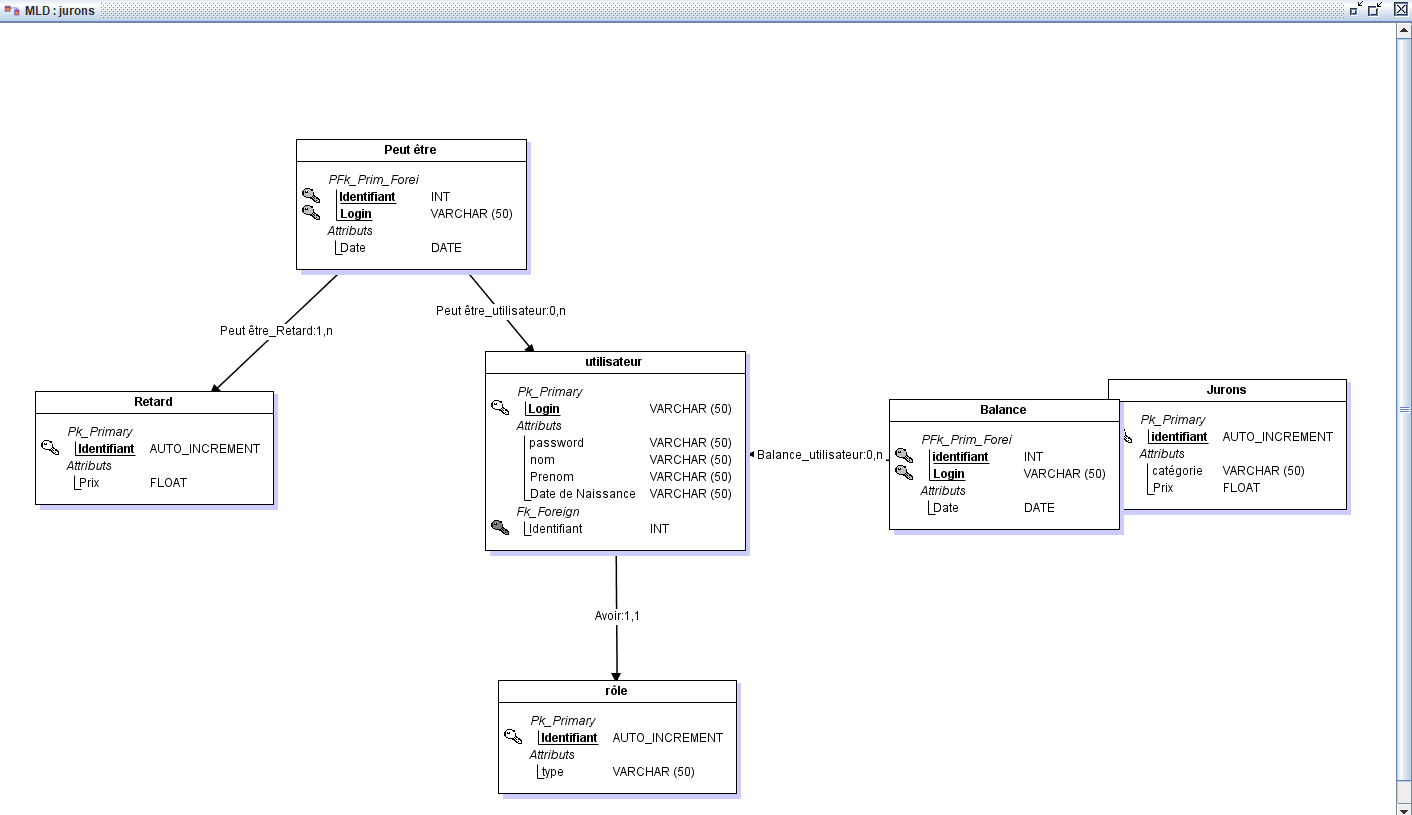 MLD : jurons
Peut être
PFk_Prim_Forei
Identifiant INT
Login VARCHAR (50)
Attributs
Date DATE
Peut être_Retard:1,n
Peut être_utilisateur:0,n
Retard
Pk_Primary
Identifiant AUTO_INCREMENT
Attributs
Prix FLOAT
utilisateur
Pk_Primary
Login VARCHAR (50)
Attributs
password VARCHAR (50)
nom VARCHAR (50)
Prenom VARCHAR (50)
Date de Naissance VARCHAR (50)
Fk_Foreign
Identifiant INT
Balance_utilisateur:0,n
Balance
PFk_Prim_Forei
identifiant INT
Login VARCHAR (50)
Attributs
Date DATE
Jurons
Pk_Primary
identifiant AUTO_INCREMENT
Attributs
catégorie VARCHAR (50)
Prix FLOAT
Avoir:1,1
rôle
Pk_Primary
Identifiant AUTO_INCREMENT
Attributs
type VARCHAR (50)